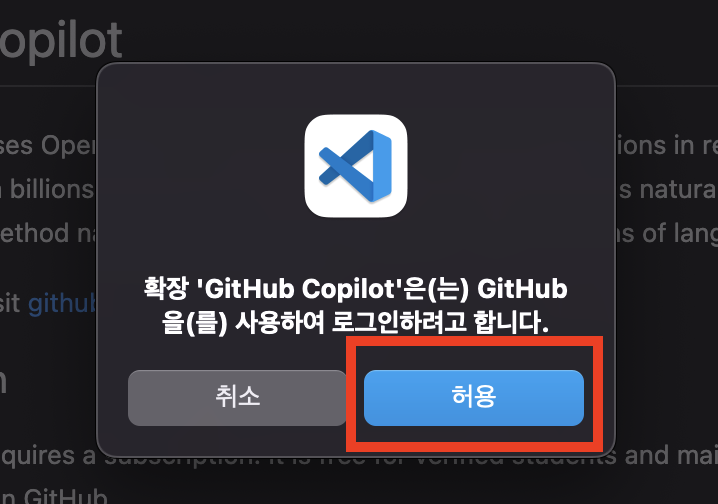 opilot
ses Oper
ions in re
billions
s natura
ethod na
ns of lang
확장 'GitHub Copilot'은(는) GitHub
을(를) 사용하여 로그인하려고 합니다.
sit github
취소
허용
quires a subscription. It is free for verified students and mai
n GitHub